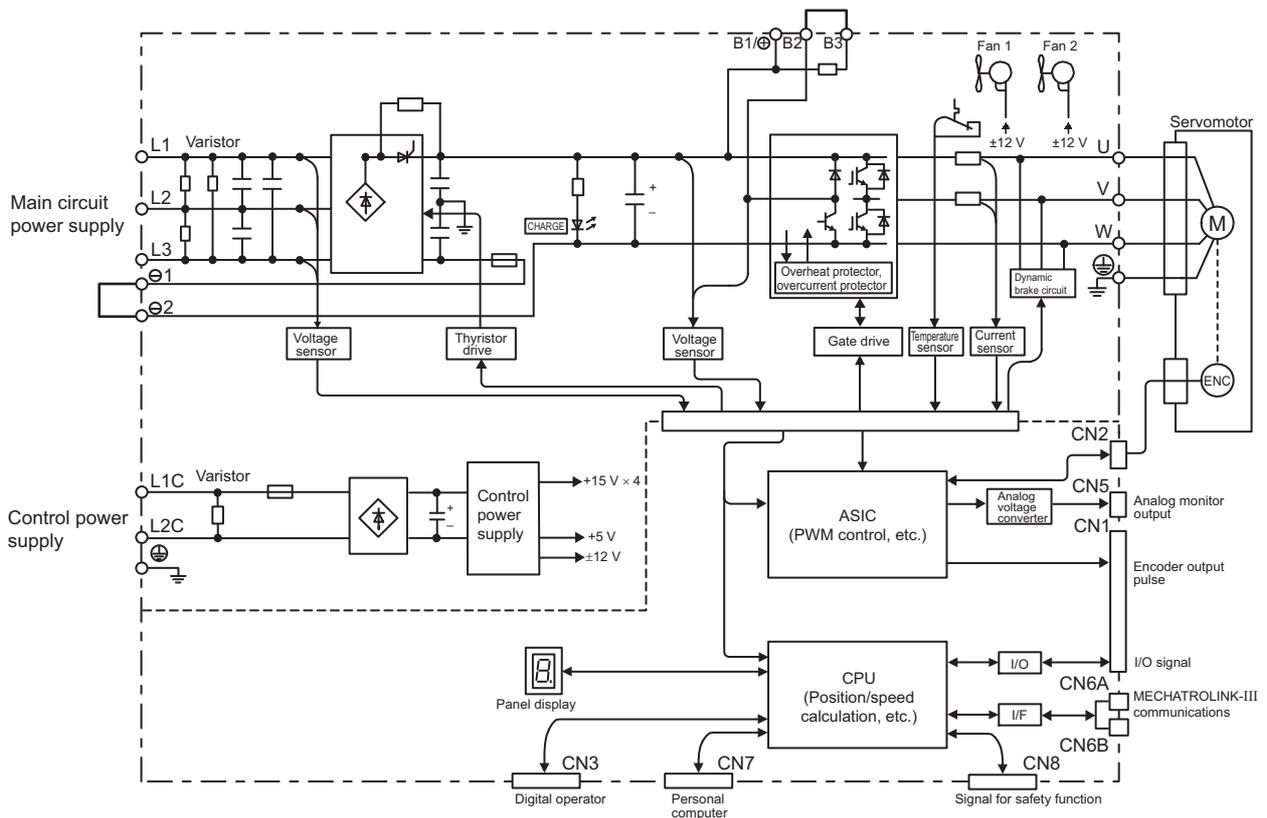 B1/⊕ B2 B3
Fan 1 Fan 2
±12 V ±12 V
Servomotor
L1 Varistor
U
Main circuit
power supply
L2
V
+
–
CHARGE
M
L3
W
⊖1
⊖2
Overheat protector,
overcurrent protector
Dynamic
brake circuit
Voltage
sensor
Thyristor
drive
Voltage
sensor
Gate drive
Temperature
sensor
Current
sensor
ENC
CN2
L1C Varistor
Control power
supply
L2C
+
–
Control
power
supply
+15 V × 4
+5 V
±12 V
ASIC
(PWM control, etc.)
Analog
voltage
converter
CN5
Analog monitor
output
CN1
Encoder output
pulse
I/O signal
CPU
(Position/speed
calculation, etc.)
I/O
I/F
CN6A
MECHATROLINK-III
communications
CN6B
8.
Panel display
CN3
Digital operator
CN7
Personal
computer
CN8
Signal for safety function